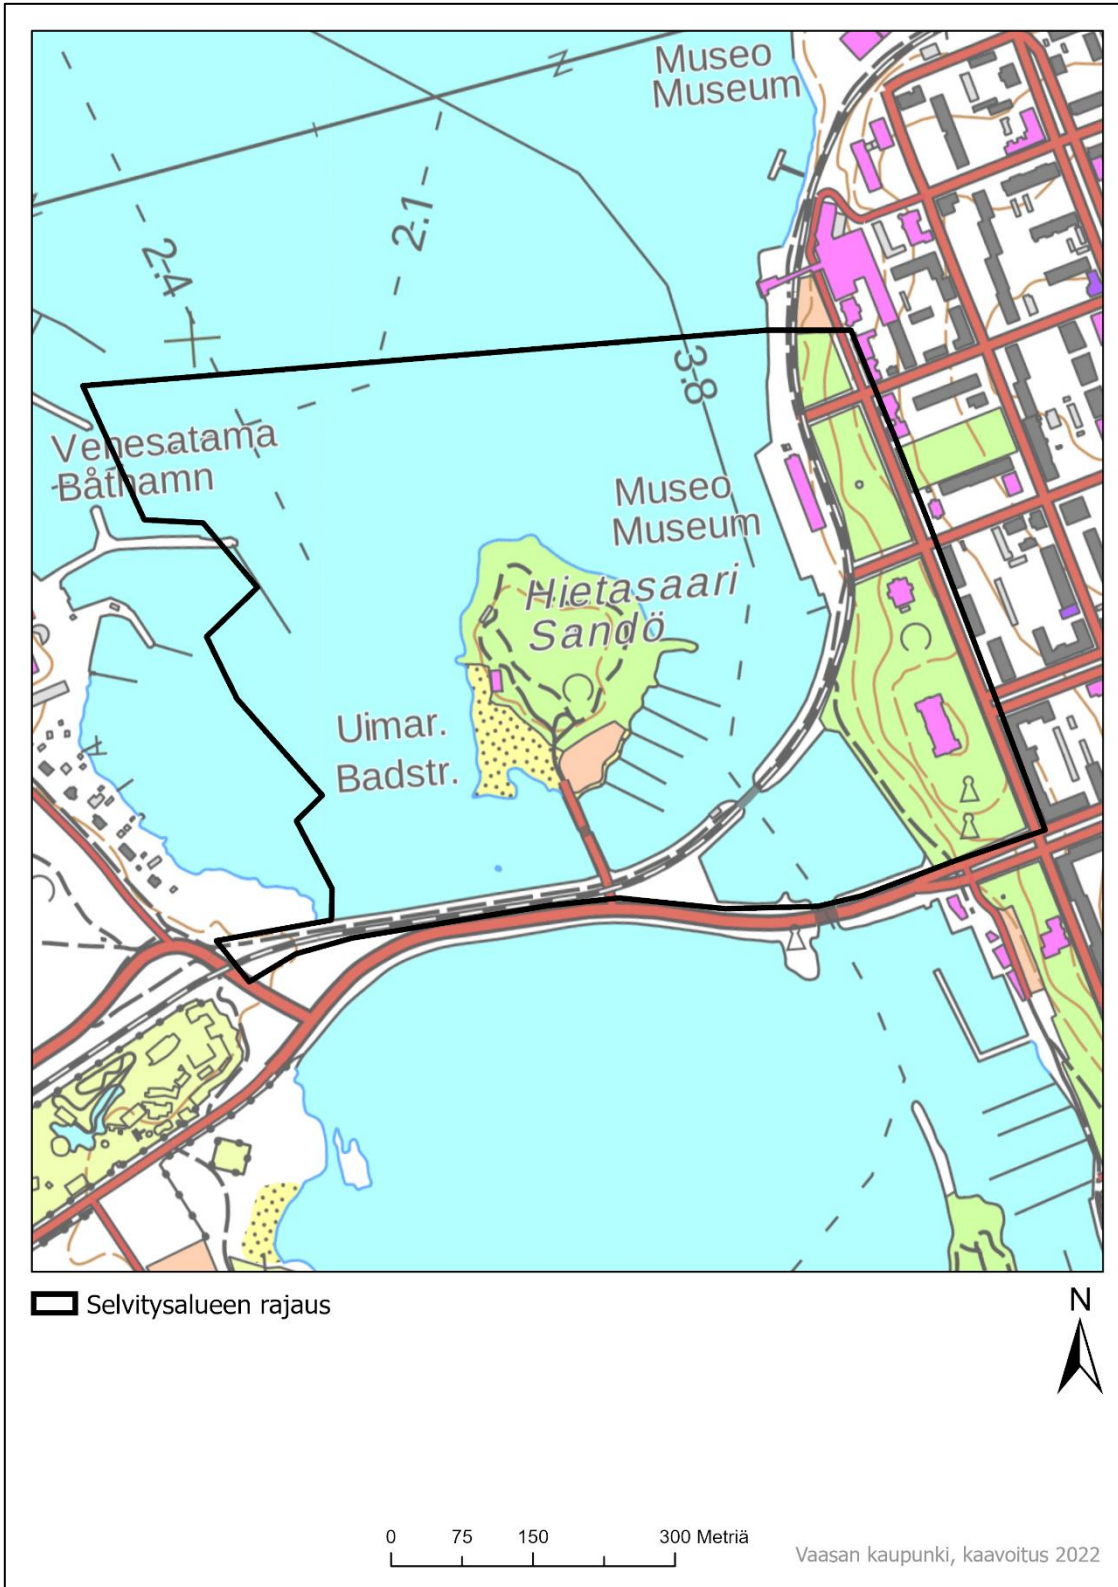 Museo
Museum
2.1
2.4
3.8
Venesatama
Båthamn
Museo
Museum
Hietasaari
Sandö
Uimar.
Badstr.
Selvitysalueen rajaus
N
0 75 150 300 Metriä
Vaasan kaupunki, kaavoitus 2022